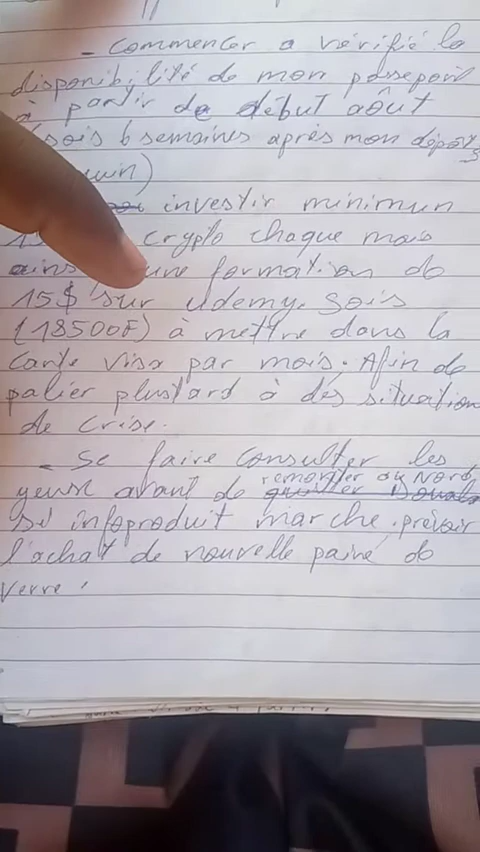 - Commencer a vérifié la
disponibilité de mon passeport
à partir de début août
sois 6 semaines après mon dépôt
investir minimum
crypto chaque mois
ainsi une formation de
15$ sur Udemy. Sois
(18500F) à mettre dans la
carte visa par mois. Afin de
palier plustard à des situation
de crise.
- Se faire consulter les
yeux avant de remonter au Nord
si infoproduit marche, prévoir
l'achat de nouvelle paire de
verre.